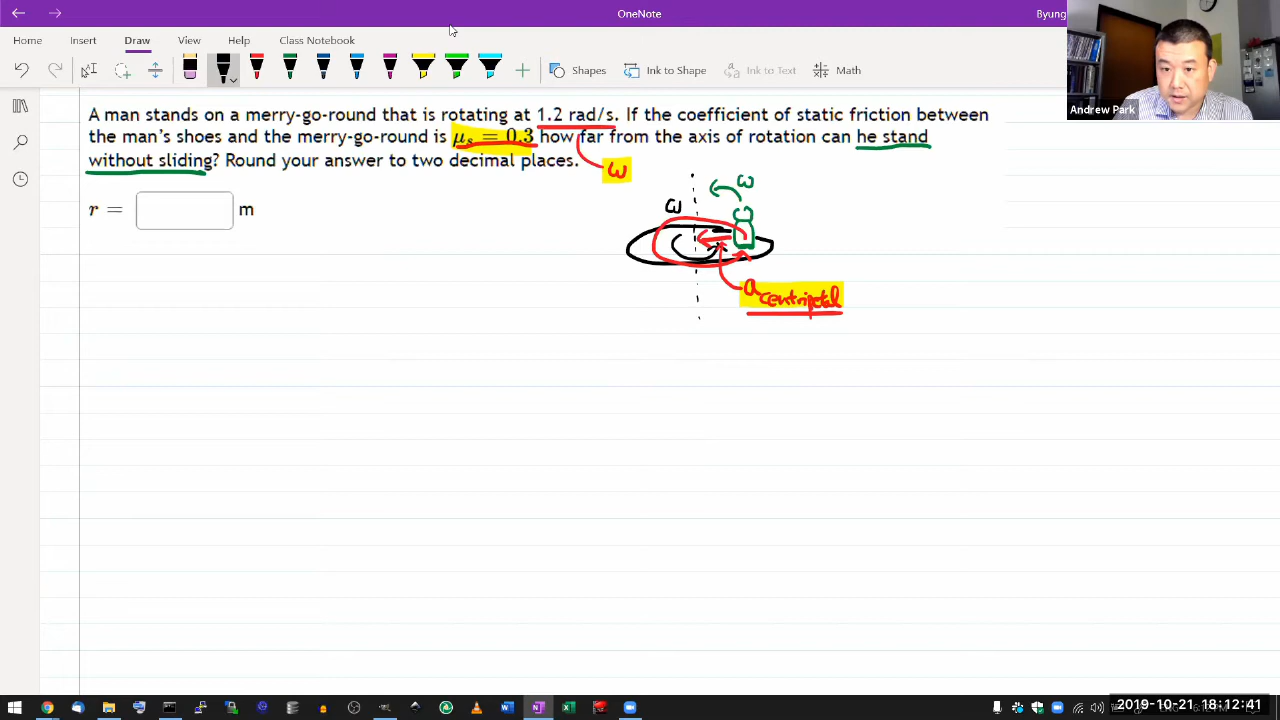 OneNote
Byung
Home Insert Draw View Help Class Notebook
Shapes Ink to Shape Ink to Text Math
Andrew Park
A man stands on a merry-go-round that is rotating at 1.2 rad/s. If the coefficient of static friction between
the man's shoes and the merry-go-round is μₛ = 0.3 how far from the axis of rotation can he stand
without sliding? Round your answer to two decimal places.
ω
ω
ω
r = m
a centripetal
2019-10-21 18:12:41